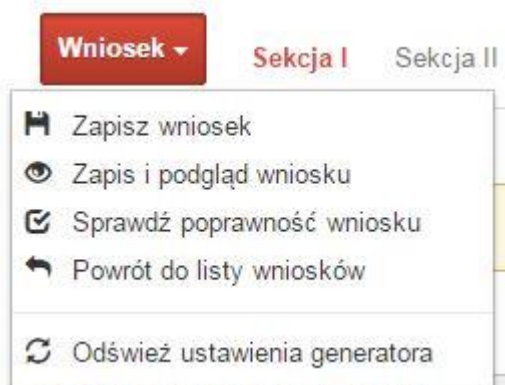 Wniosek
Sekcja I
Sekcja II
Zapisz wniosek
Zapis i podgląd wniosku
Sprawdź poprawność wniosku
Powrót do listy wniosków
Odśwież ustawienia generatora